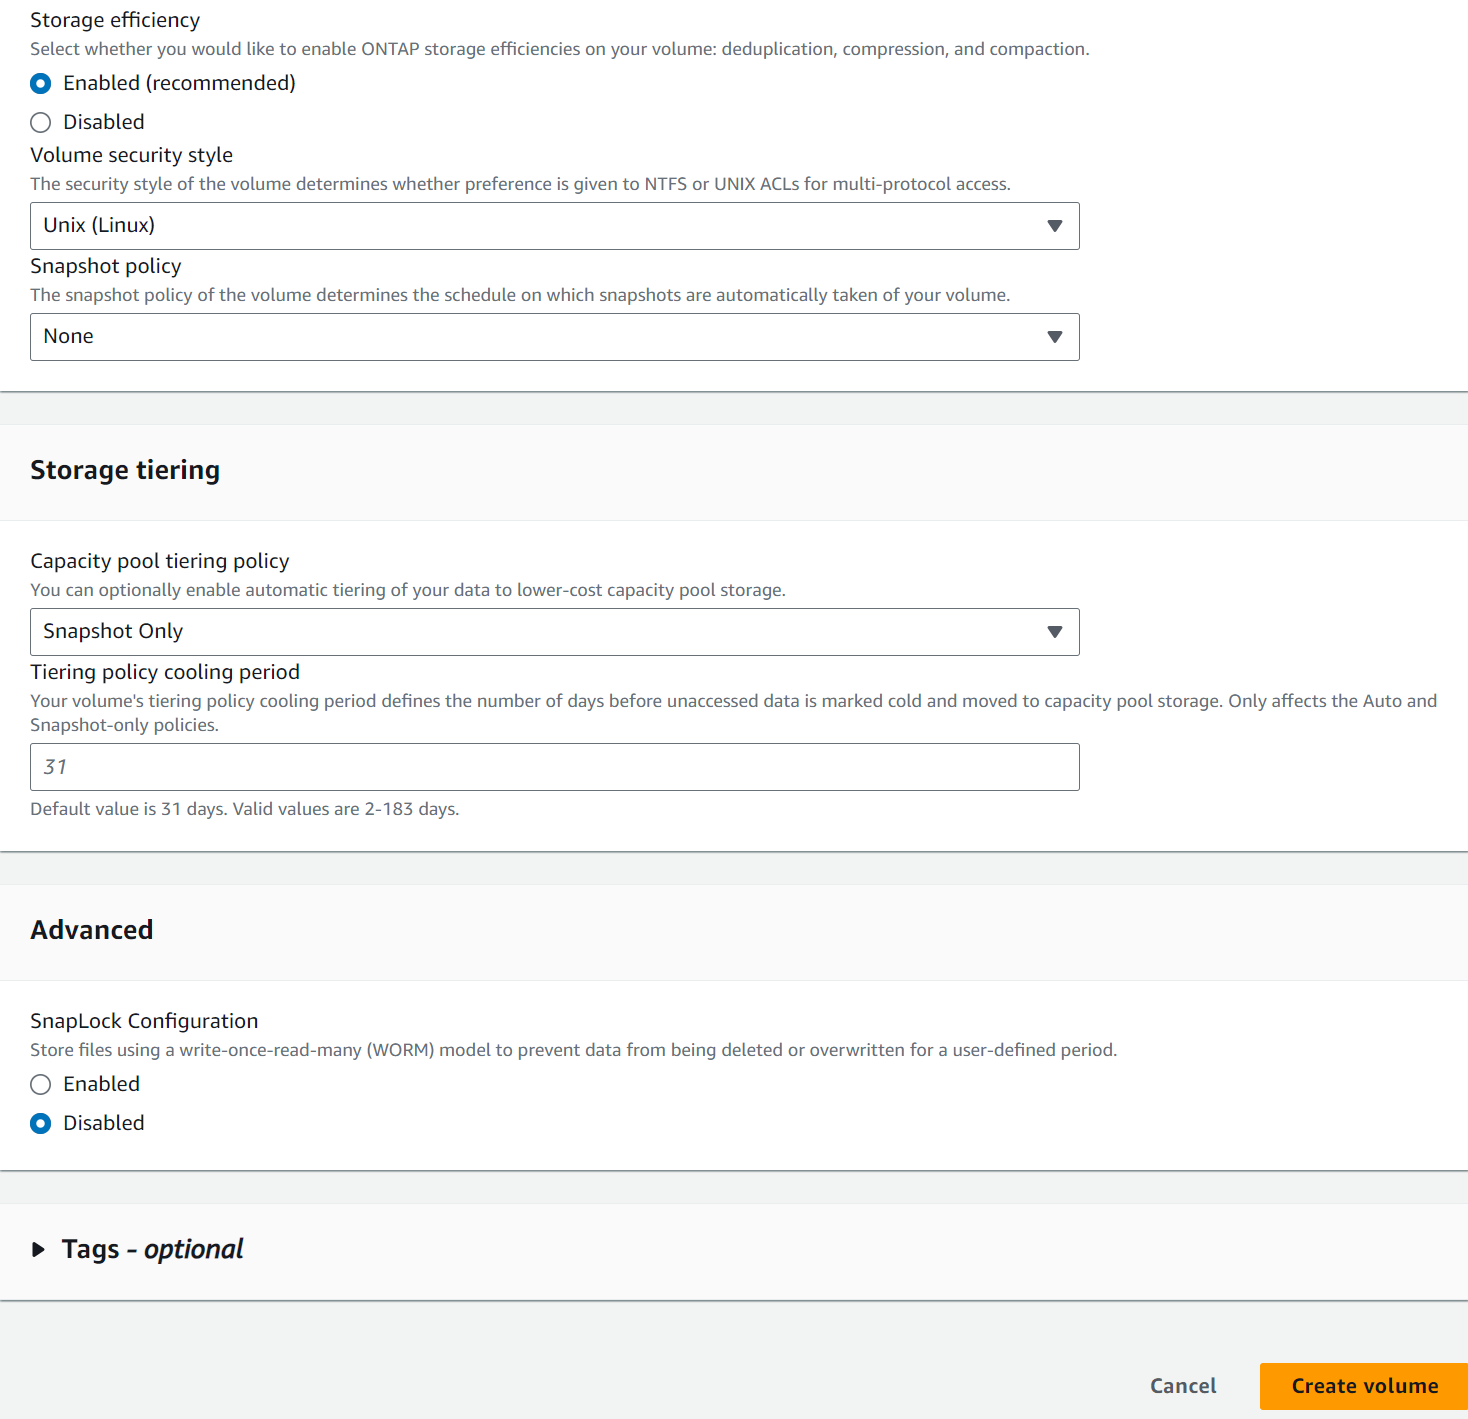 Storage efficiency
Select whether you would like to enable ONTAP storage efficiencies on your volume: deduplication, compression, and compaction.
Enabled (recommended)
Disabled
Volume security style
The security style of the volume determines whether preference is given to NTFS or UNIX ACLs for multi-protocol access.
Unix (Linux)
Snapshot policy
The snapshot policy of the volume determines the schedule on which snapshots are automatically taken of your volume.
None
Storage tiering
Capacity pool tiering policy
You can optionally enable automatic tiering of your data to lower-cost capacity pool storage.
Snapshot Only
Tiering policy cooling period
Your volume's tiering policy cooling period defines the number of days before unaccessed data is marked cold and moved to capacity pool storage. Only affects the Auto and
Snapshot-only policies.
31
Default value is 31 days. Valid values are 2-183 days.
Advanced
SnapLock Configuration
Store files using a write-once-read-many (WORM) model to prevent data from being deleted or overwritten for a user-defined period.
Enabled
Disabled
Tags - optional
Cancel
Create volume